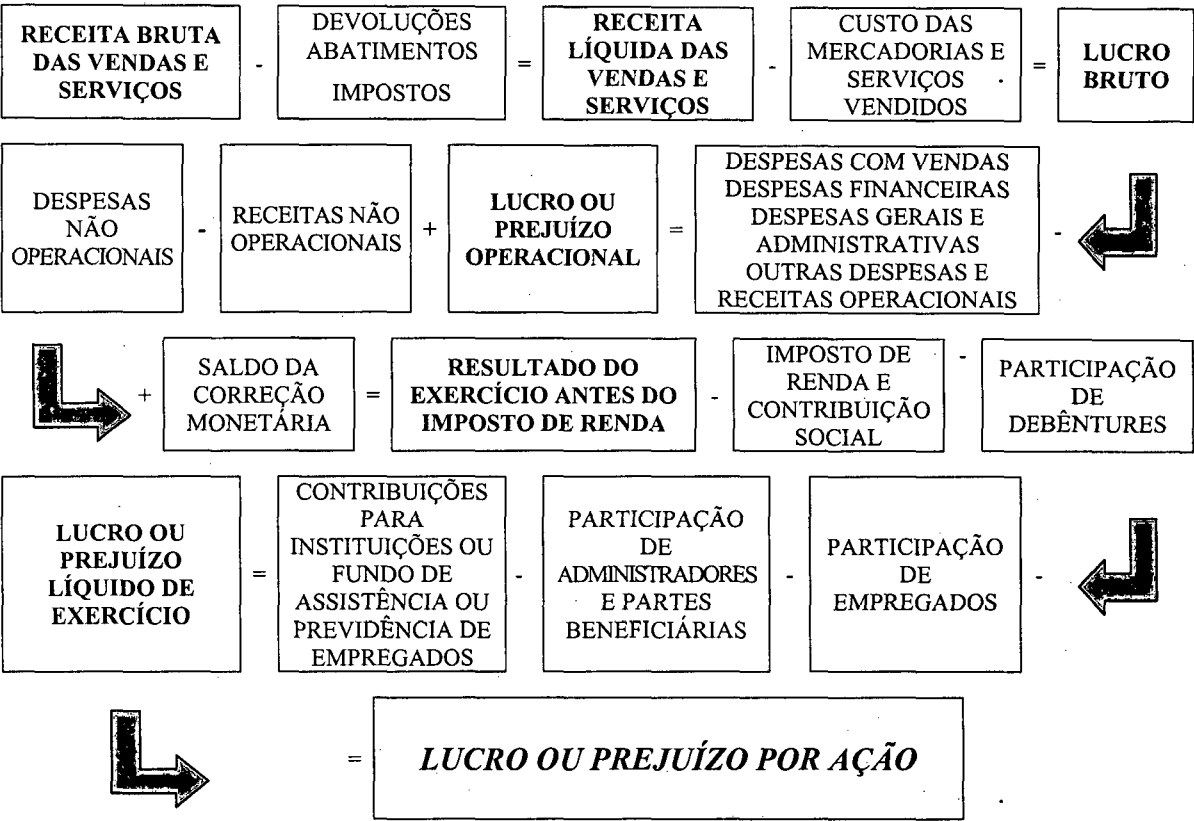 RECEITA BRUTA
DAS VENDAS E
SERVIÇOS
-
DEVOLUÇÕES
ABATIMENTOS
IMPOSTOS
=
RECEITA
LÍQUIDA DAS
VENDAS E
SERVIÇOS
-
CUSTO DAS
MERCADORIAS E
SERVIÇOS
VENDIDOS
=
LUCRO
BRUTO
DESPESAS
NÃO
OPERACIONAIS
-
RECEITAS NÃO
OPERACIONAIS
+
LUCRO OU
PREJUÍZO
OPERACIONAL
=
DESPESAS COM VENDAS
DESPESAS FINANCEIRAS
DESPESAS GERAIS E
ADMINISTRATIVAS
OUTRAS DESPESAS E
RECEITAS OPERACIONAIS
-
+
SALDO DA
CORREÇÃO
MONETÁRIA
=
RESULTADO DO
EXERCÍCIO ANTES DO
IMPOSTO DE RENDA
-
IMPOSTO DE
RENDA E
CONTRIBUIÇÃO
SOCIAL
-
PARTICIPAÇÃO
DE
DEBÊNTURES
LUCRO OU
PREJUÍZO
LÍQUIDO DE
EXERCÍCIO
=
CONTRIBUIÇÕES
PARA
INSTITUIÇÕES OU
FUNDO DE
ASSISTÊNCIA OU
PREVIDÊNCIA DE
EMPREGADOS
-
PARTICIPAÇÃO
DE
ADMINISTRADORES
E PARTES
BENEFICIÁRIAS
-
PARTICIPAÇÃO
DE
EMPREGADOS
-
=
LUCRO OU PREJUÍZO POR AÇÃO